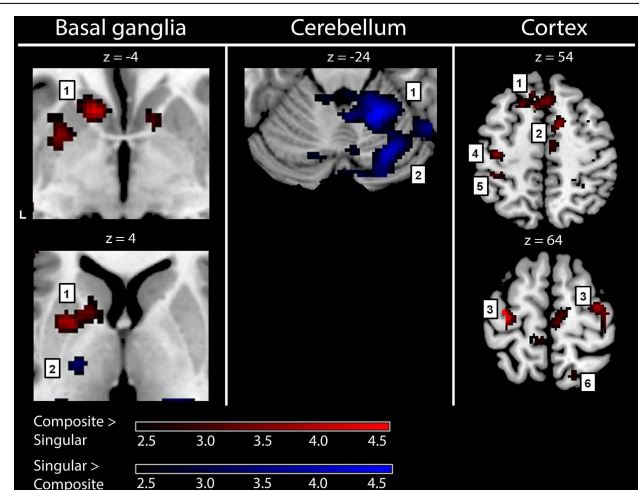 Basal ganglia
Cerebellum
Cortex
z = -4
z = -24
z = 54
1
1
2
1
2
4
5
L
z = 4
z = 64
1
2
3
3
6
Composite >
Singular
2.5 3.0 3.5 4.0 4.5
Singular >
Composite
2.5 3.0 3.5 4.0 4.5